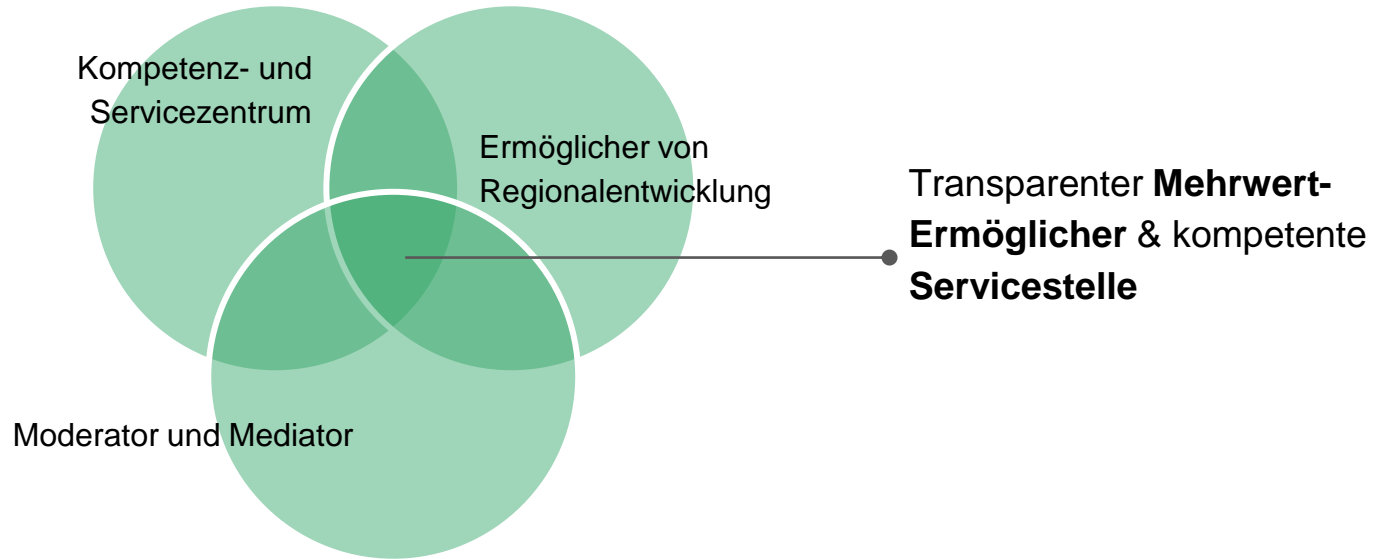 Kompetenz- und
Servicezentrum
Ermöglicher von
Regionalentwicklung
Transparenter Mehrwert-
Ermöglicher & kompetente
Servicestelle
Moderator und Mediator